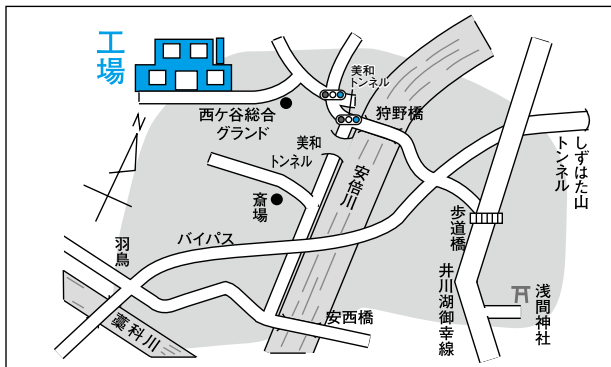 工場
美和
トンネル
狩野橋
西ケ谷総合
グランド
美和
トンネル
N
安倍川
しずはた山
トンネル
斎場
歩道橋
羽鳥
バイパス
井川湖御幸線
浅間神社
安西橋
藁科川